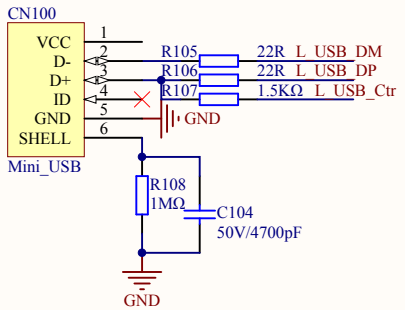 CN100
VCC 1
D- 2 R105 22R L_USB_DM
D+ 3 R106 22R L_USB_DP
ID 4 R107 1.5KΩ L_USB_Ctr
GND 5 GND
SHELL 6
Mini_USB
R108
1MΩ
C104
50V/4700pF
GND